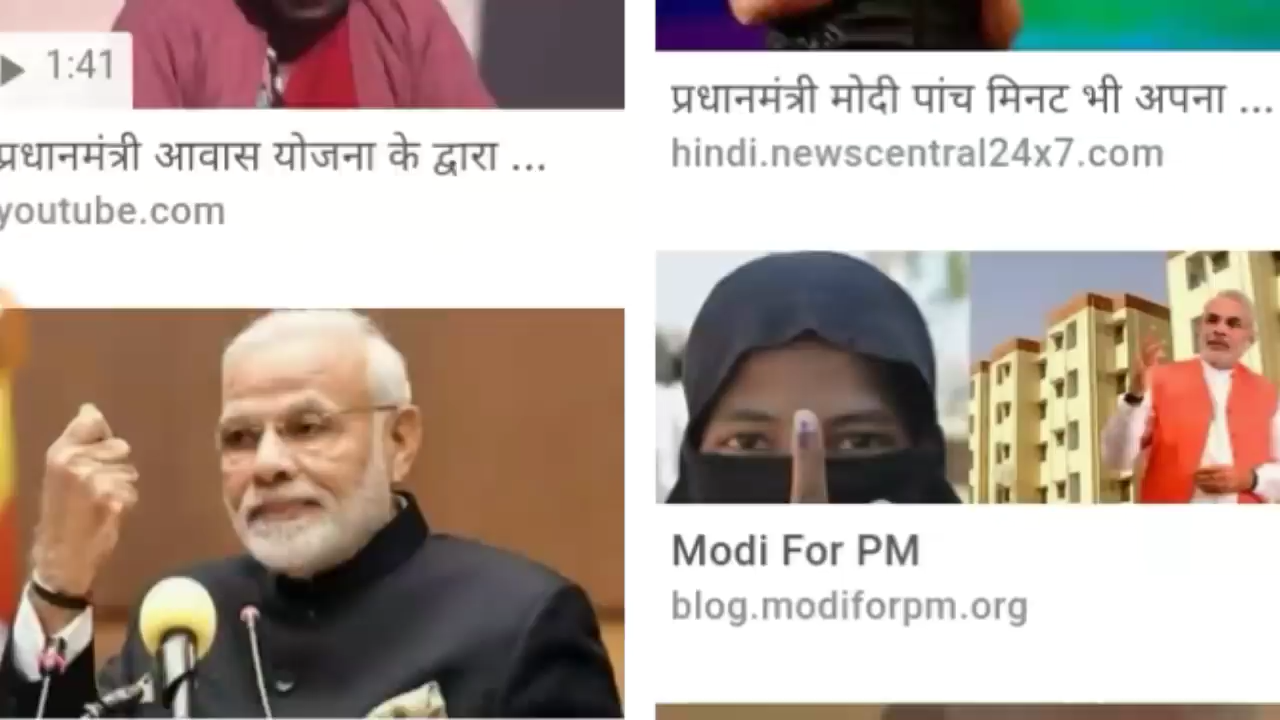 1:41
प्रधानमंत्री आवास योजना के द्वारा ...
youtube.com
प्रधानमंत्री मोदी पांच मिनट भी अपना ...
hindi.newscentral24x7.com
Modi For PM
blog.modiforpm.org